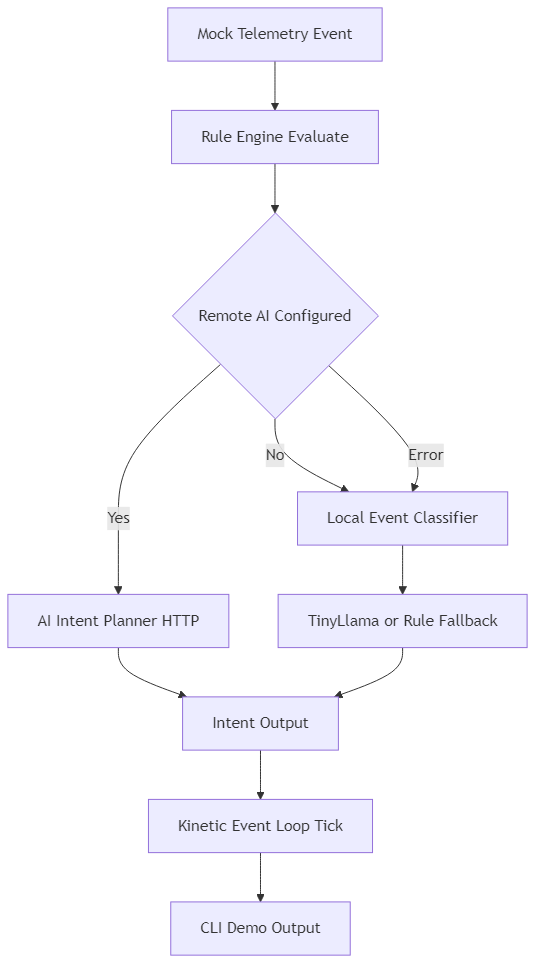 Mock Telemetry Event
Rule Engine Evaluate
Remote AI Configured
No
Error
Yes
Local Event Classifier
AI Intent Planner HTTP
TinyLlama or Rule Fallback
Intent Output
Kinetic Event Loop Tick
CLI Demo Output